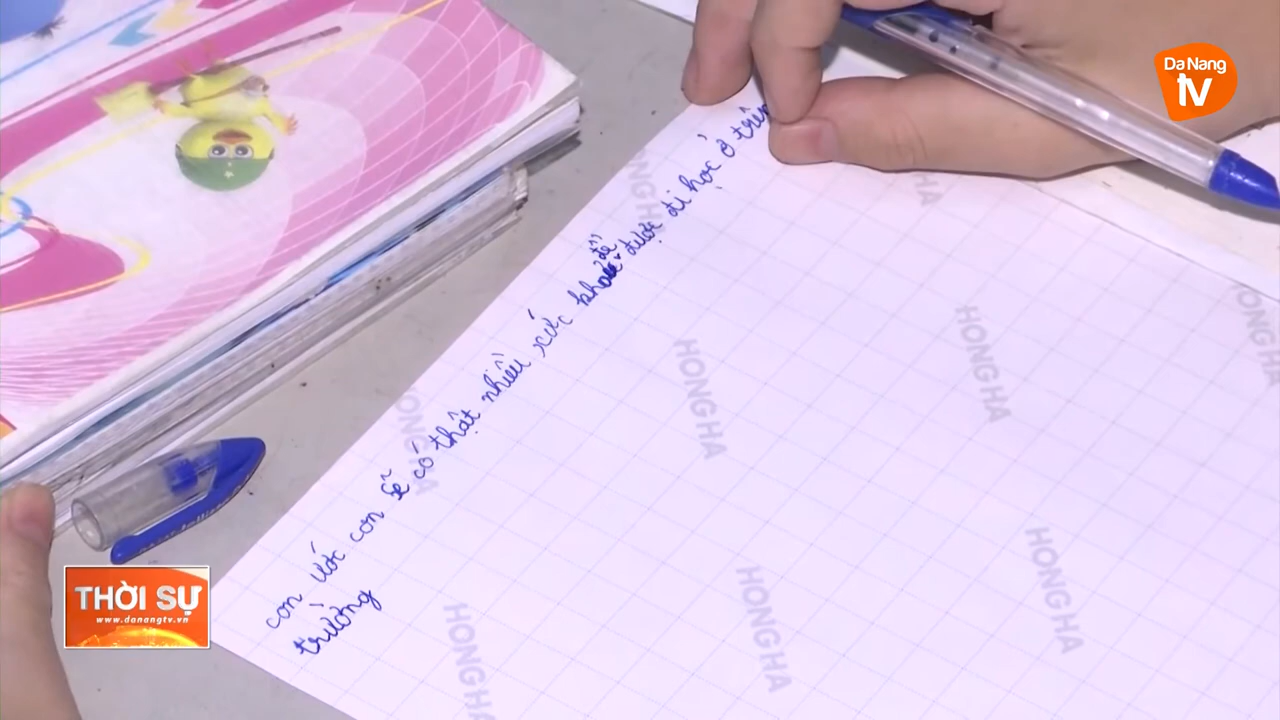 Da Nang
tv
con ước con sẽ có thật nhiều sức khoẻ để được đi học ở trên
trường
HONG HA
HONG HA
HONG HA
HONG HA
HONG HA
HONG HA
THỜI SỰ
www.danangtv.vn